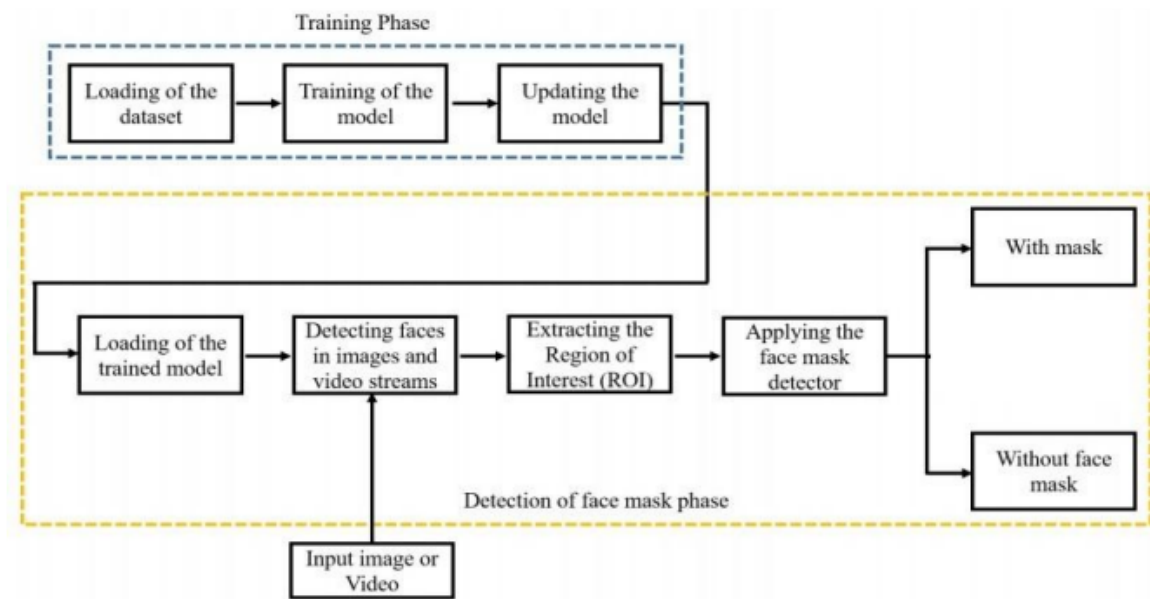 Training Phase
Loading of the
dataset
Training of the
model
Updating the
model
With mask
Loading of the
trained model
Detecting faces
in images and
video streams
Extracting the
Region of
Interest (ROI)
Applying the
face mask
detector
Without face
mask
Detection of face mask phase
Input image or
Video